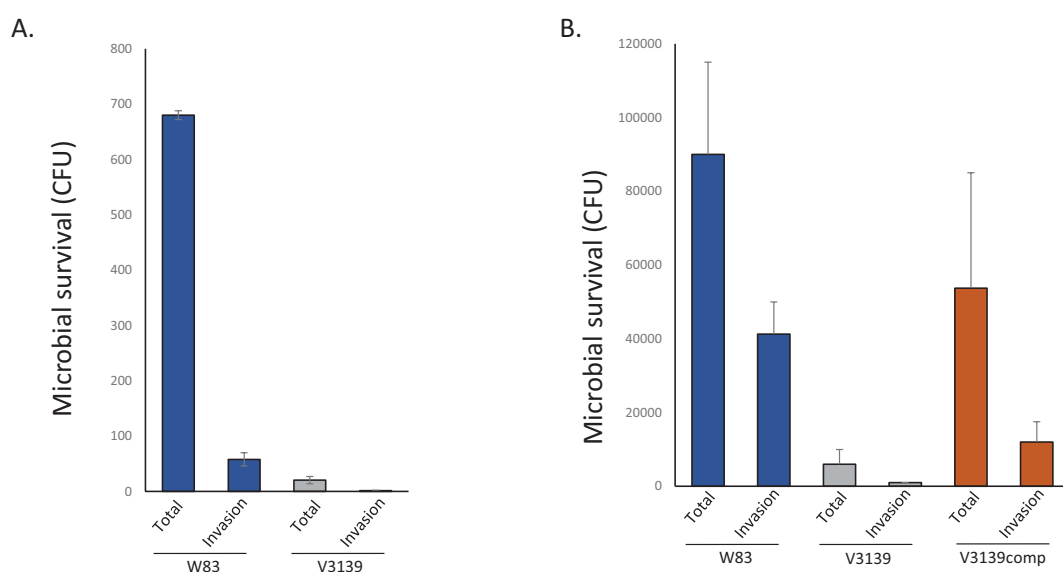 A.
Microbial survival (CFU)
800
700
600
500
400
300
200
100
0
Total
Invasion
Total
Invasion
W83
V3139
B.
Microbial survival (CFU)
120000
100000
80000
60000
40000
20000
0
Total
Invasion
Total
Invasion
Total
Invasion
W83
V3139
V3139comp